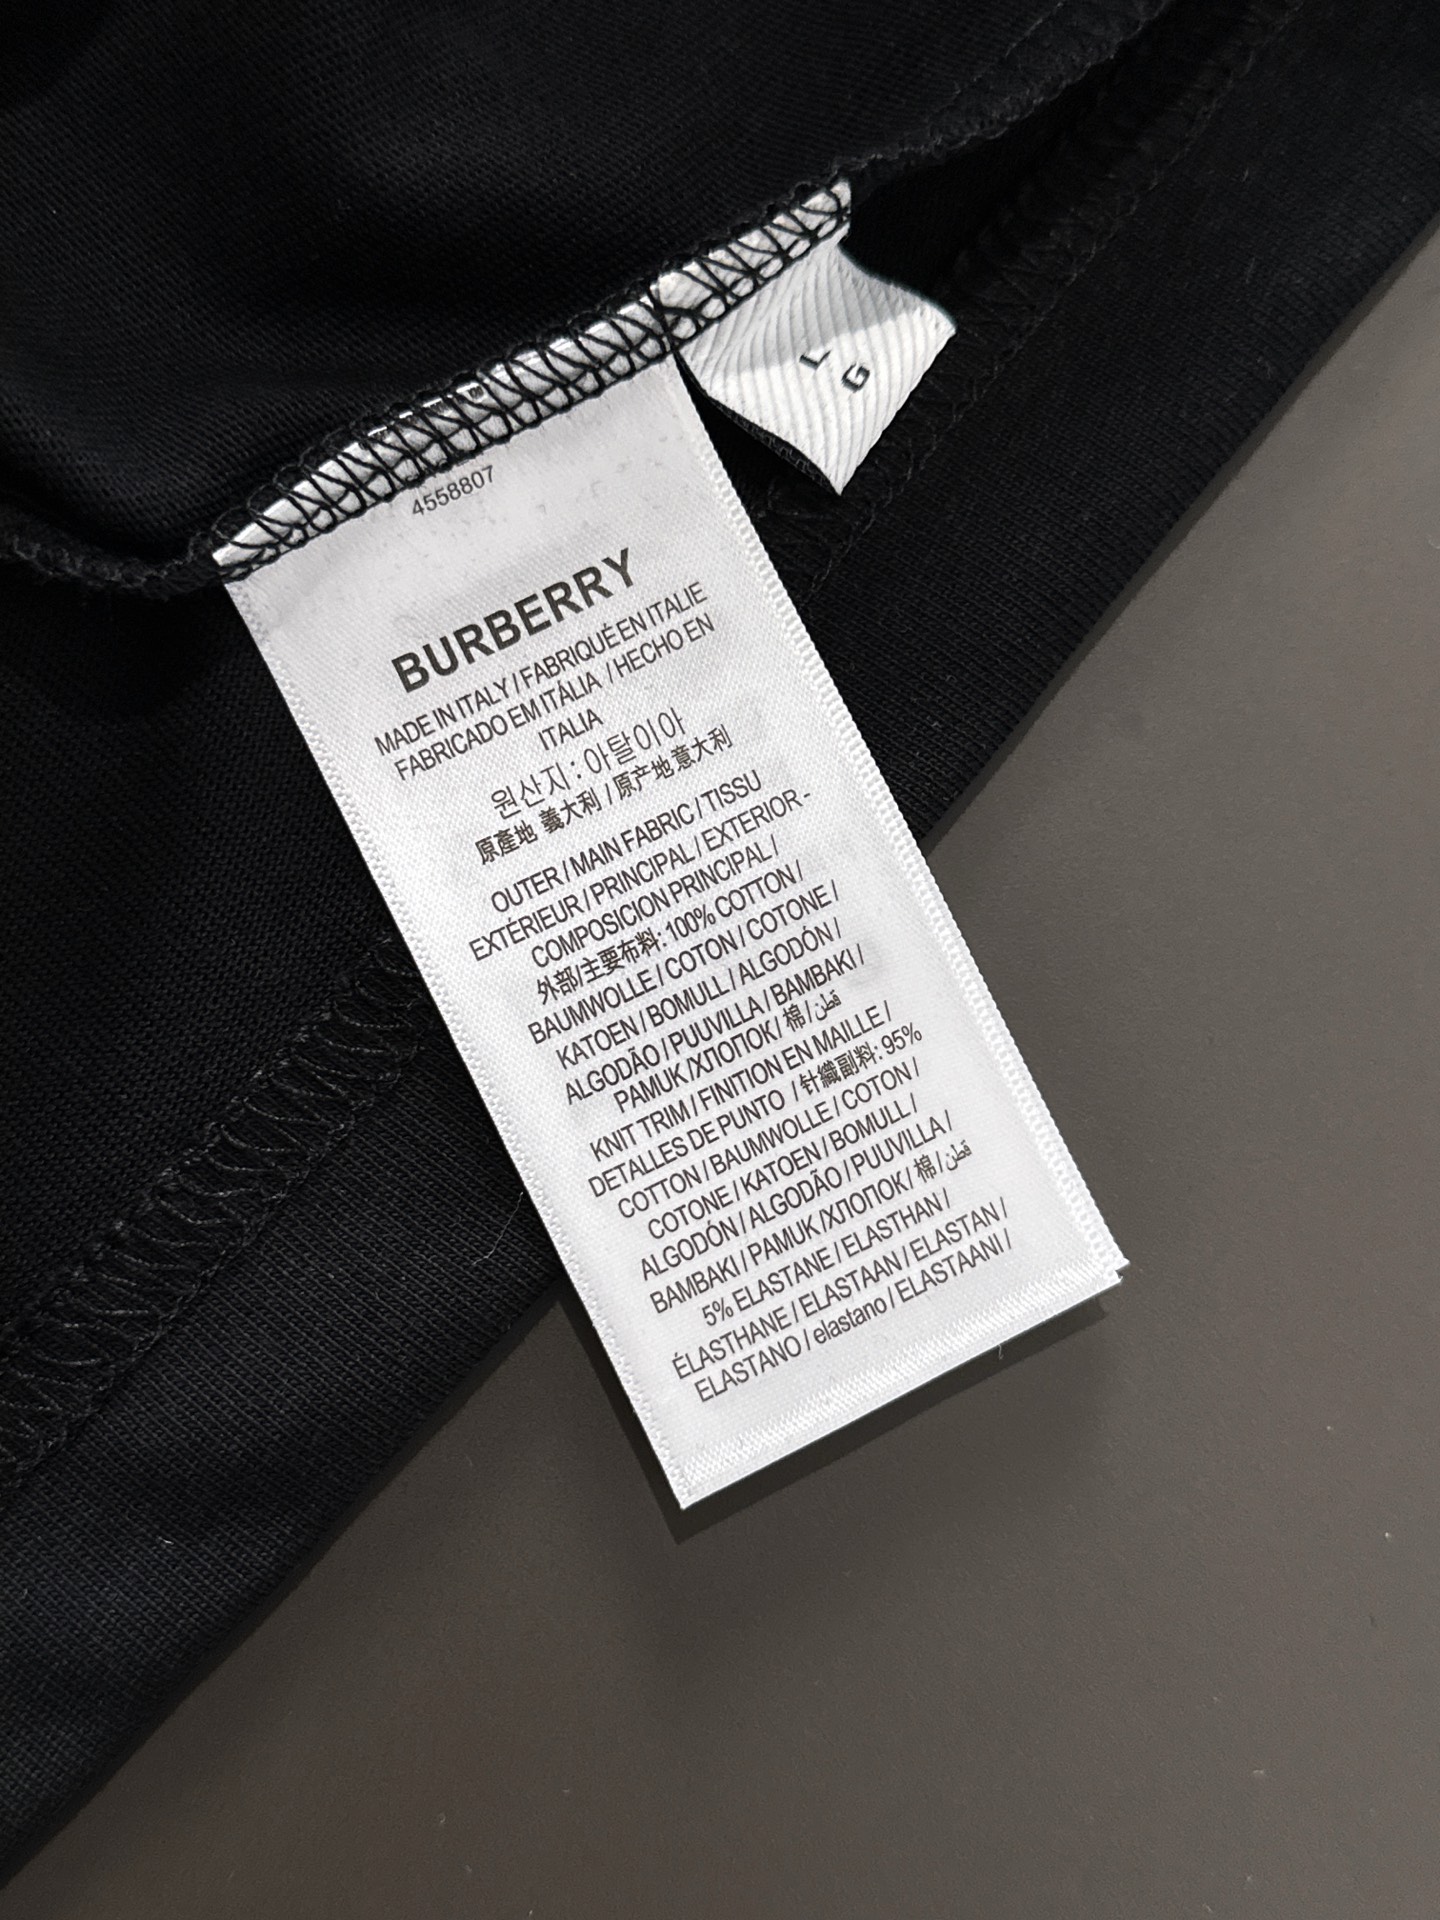 L
G
4558807
BURBERRY
MADE IN ITALY / FABRIQUÉ EN ITALIE
FABRICADO EM ITÁLIA / HECHO EN
ITALIA
원산지 : 이탈이아
原產地 義大利 / 原产地 意大利
OUTER / MAIN FABRIC / TISSU
EXTÉRIEUR / PRINCIPAL / EXTERIOR -
COMPOSICION PRINCIPAL /
外部/主要布料: 100% COTTON /
BAUMWOLLE / COTON / COTONE /
KATOEN / BOMULL / ALGODÓN /
ALGODÃO / PUUVILLA / BAMBAKI /
PAMUK /ХЛОПОК/ 棉 / قطن
KNIT TRIM / FINITION EN MAILLE /
DETALLES DE PUNTO / 针織副料: 95%
COTTON / BAUMWOLLE / COTON /
COTONE / KATOEN / BOMULL /
ALGODÓN / ALGODÃO / PUUVILLA /
BAMBAKI / PAMUK /ХЛОПОК/ 棉 / قطن
5% ELASTANE / ELASTHAN /
ÉLASTHANE / ELASTAAN / ELASTAN /
ELASTANO / elastano / ELASTAANI /